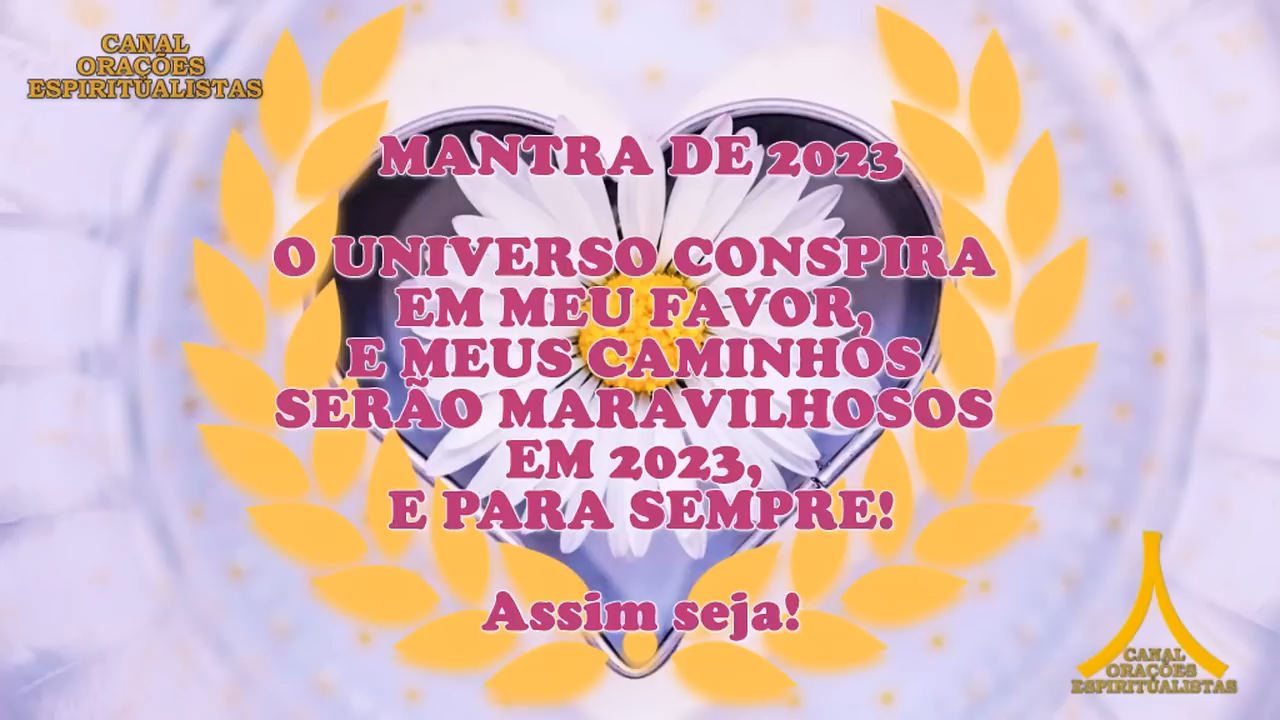 CANAL
ORAÇÕES
ESPIRITUALISTAS
MANTRA DE 2023
O UNIVERSO CONSPIRA
EM MEU FAVOR,
E MEUS CAMINHOS
SERÃO MARAVILHOSOS
EM 2023,
E PARA SEMPRE!
Assim seja!
CANAL
ORAÇÕES
ESPIRITUALISTAS